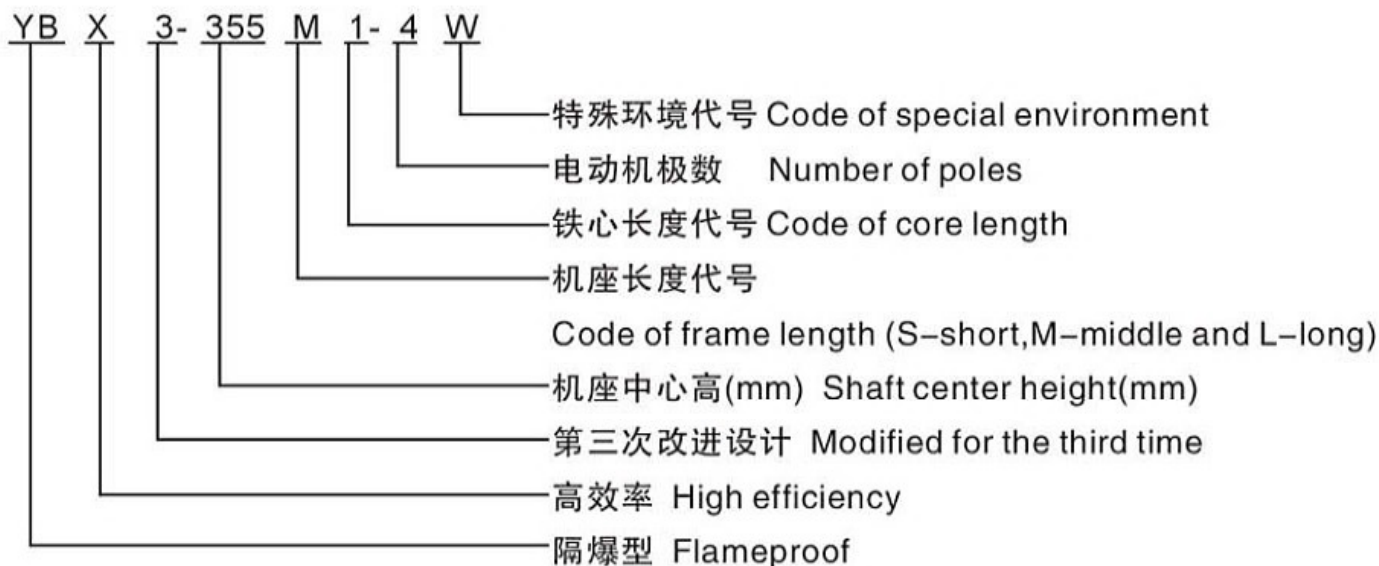 YB X 3- 355 M 1- 4 W
特殊环境代号 Code of special environment
电动机极数 Number of poles
铁心长度代号 Code of core length
机座长度代号
Code of frame length (S-short,M-middle and L-long)
机座中心高(mm) Shaft center height(mm)
第三次改进设计 Modified for the third time
高效率 High efficiency
隔爆型 Flameproof